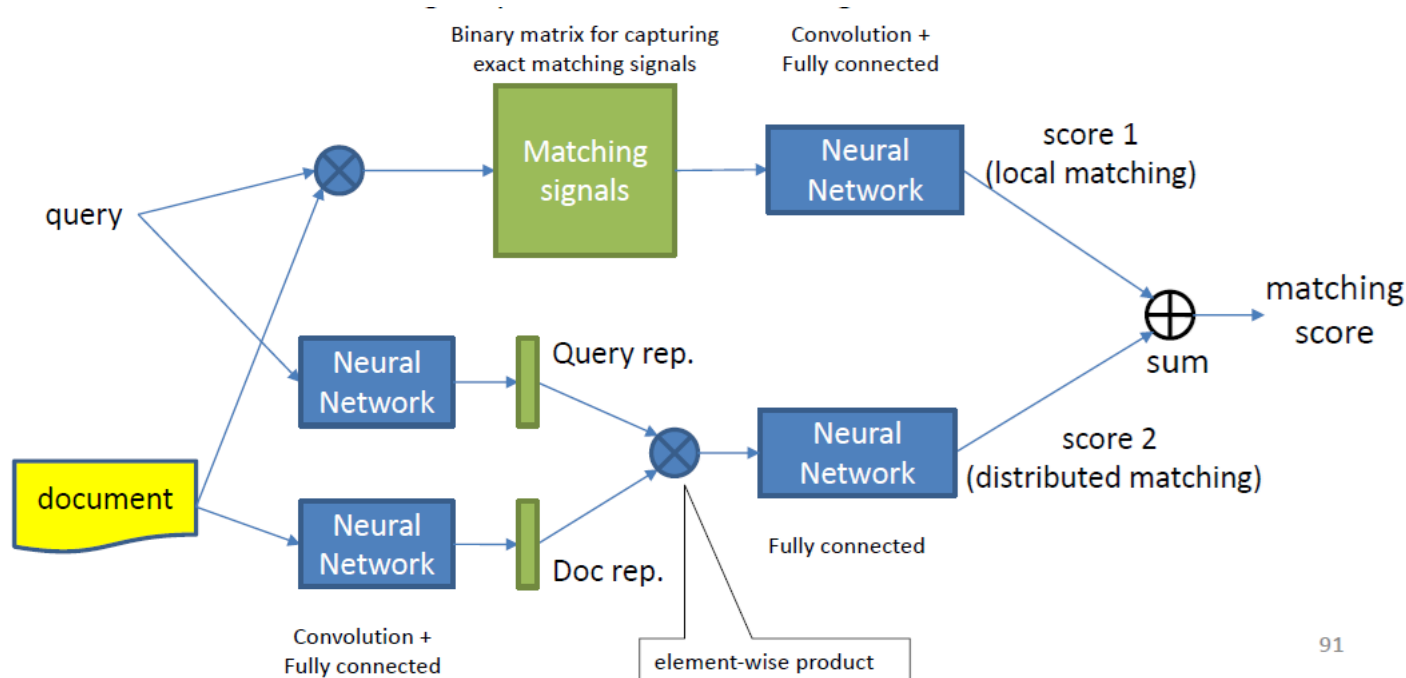 Binary matrix for capturing
exact matching signals
Convolution +
Fully connected
Matching
signals
Neural
Network
score 1
(local matching)
query
matching
score
sum
Neural
Network
Query rep.
Neural
Network
score 2
(distributed matching)
document
Neural
Network
Doc rep.
Fully connected
Convolution +
Fully connected
element-wise product
91